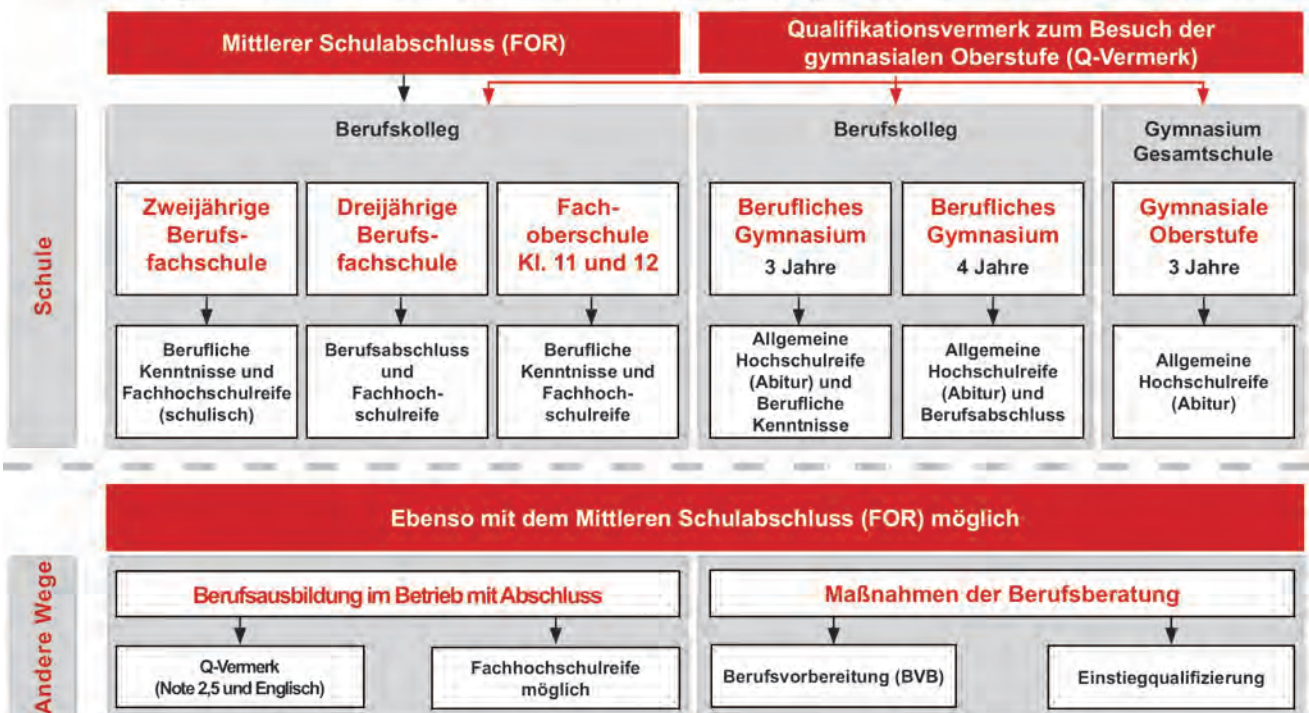 Mittlerer Schulabschluss (FOR)
Qualifikationsvermerk zum Besuch der
gymnasialen Oberstufe (Q-Vermerk)
Schule
Berufskolleg
Berufskolleg
Gymnasium
Gesamtschule
Zweijährige
Berufs-
fachschule
Dreijährige
Berufs-
fachschule
Fach-
oberschule
Kl. 11 und 12
Berufliches
Gymnasium
3 Jahre
Berufliches
Gymnasium
4 Jahre
Gymnasiale
Oberstufe
3 Jahre
Berufliche
Kenntnisse und
Fachhochschulreife
(schulisch)
Berufsabschluss
und
Fachhoch-
schulreife
Berufliche
Kenntnisse und
Fachhoch-
schulreife
Allgemeine
Hochschulreife
(Abitur) und
Berufliche
Kenntnisse
Allgemeine
Hochschulreife
(Abitur) und
Berufsabschluss
Allgemeine
Hochschulreife
(Abitur)
Ebenso mit dem Mittleren Schulabschluss (FOR) möglich
Andere Wege
Berufsausbildung im Betrieb mit Abschluss
Maßnahmen der Berufsberatung
Q-Vermerk
(Note 2,5 und Englisch)
Fachhochschulreife
möglich
Berufsvorbereitung (BVB)
Einstiegqualifizierung